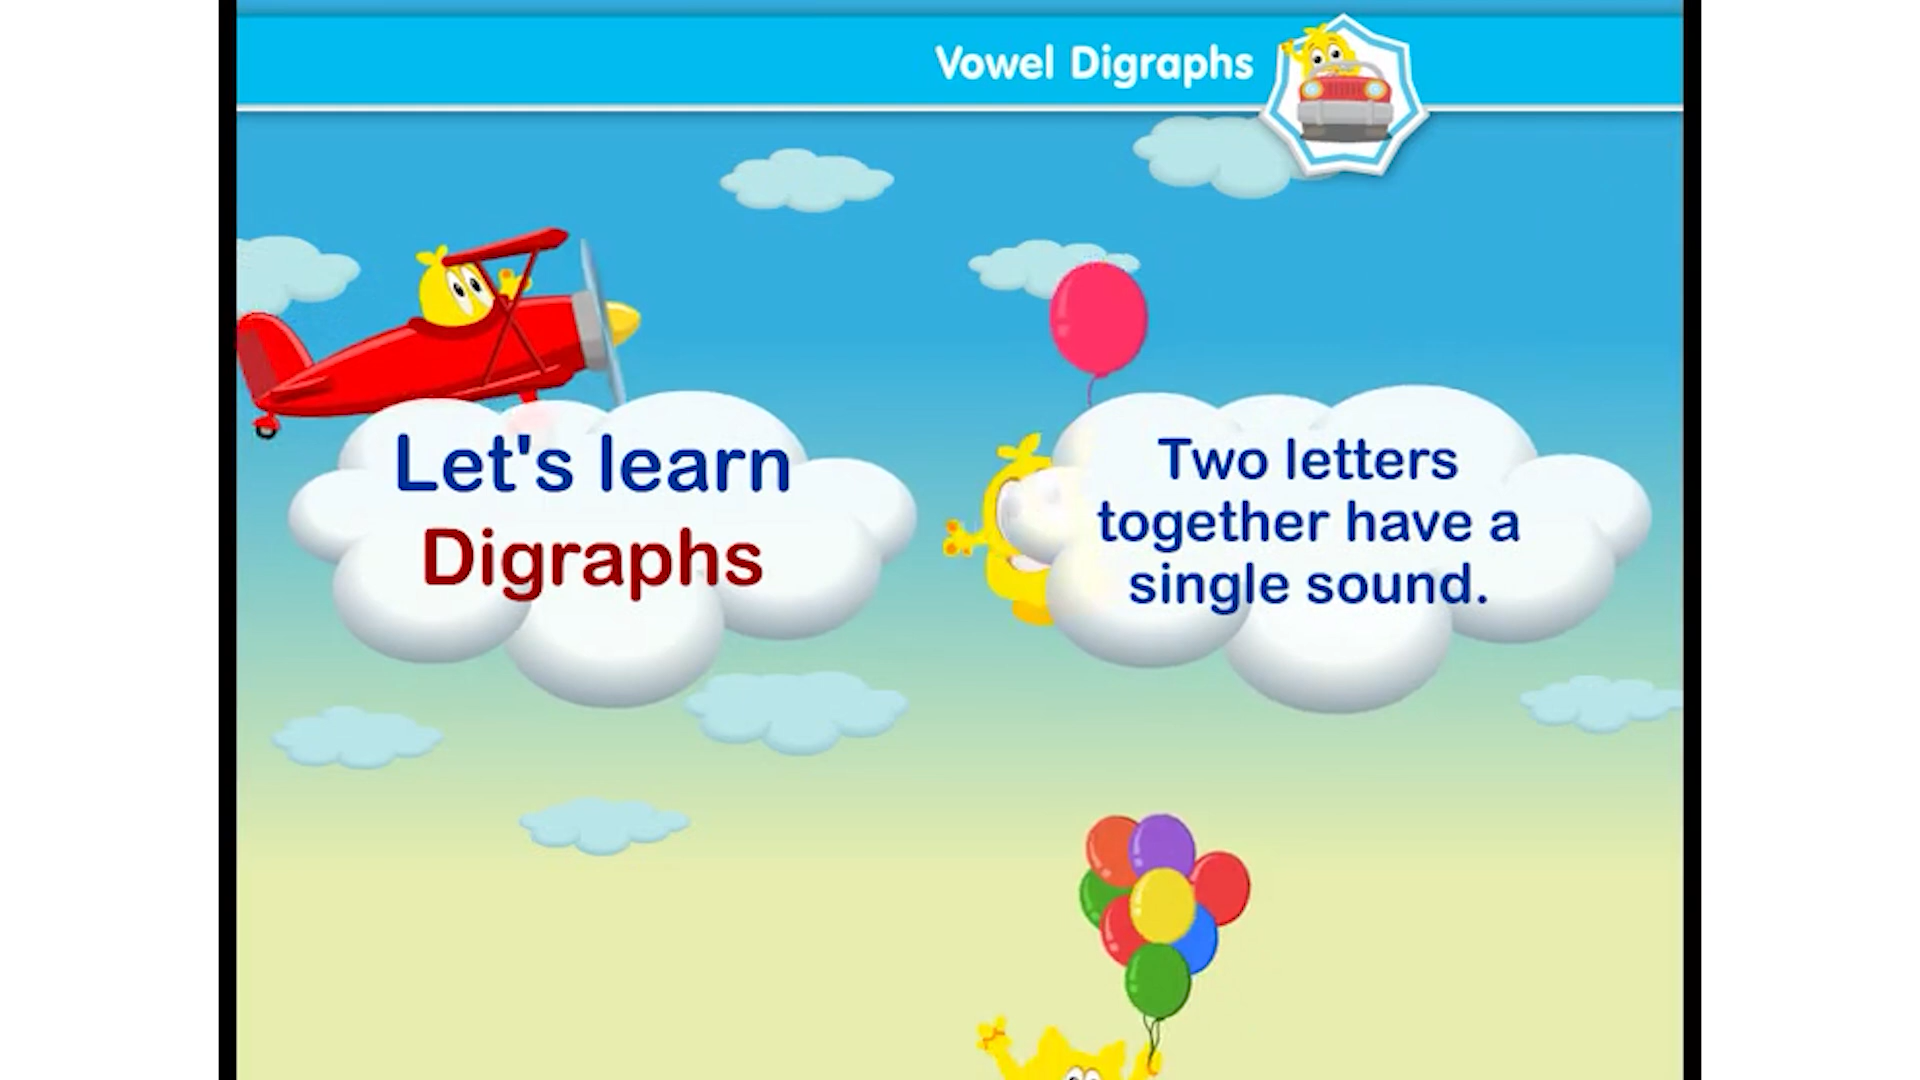 Vowel Digraphs
Let's learn
Digraphs
Two letters
together have a
single sound.